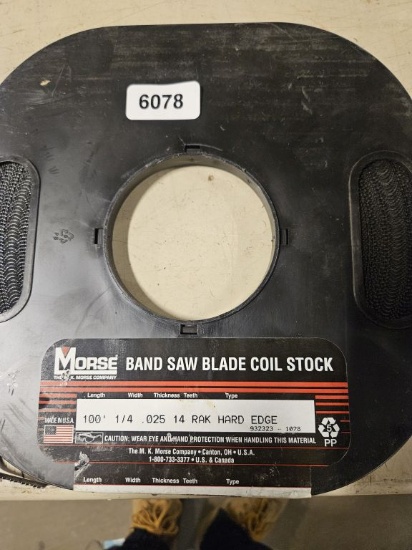 6078
MORSE
THE M. K. MORSE COMPANY
BAND SAW BLADE COIL STOCK
Length Width Thickness Teeth Type
100' 1/4 .025 14 RAK HARD EDGE
932323 - 1078
MADE IN U.S.A.
Length Width Thickness Teeth Type
CAUTION: WEAR EYE AND HAND PROTECTION WHEN HANDLING THIS MATERIAL
The M. K. Morse Company • Canton, OH • U.S.A.
1-800-733-3377 • U.S. & Canada
5
PP